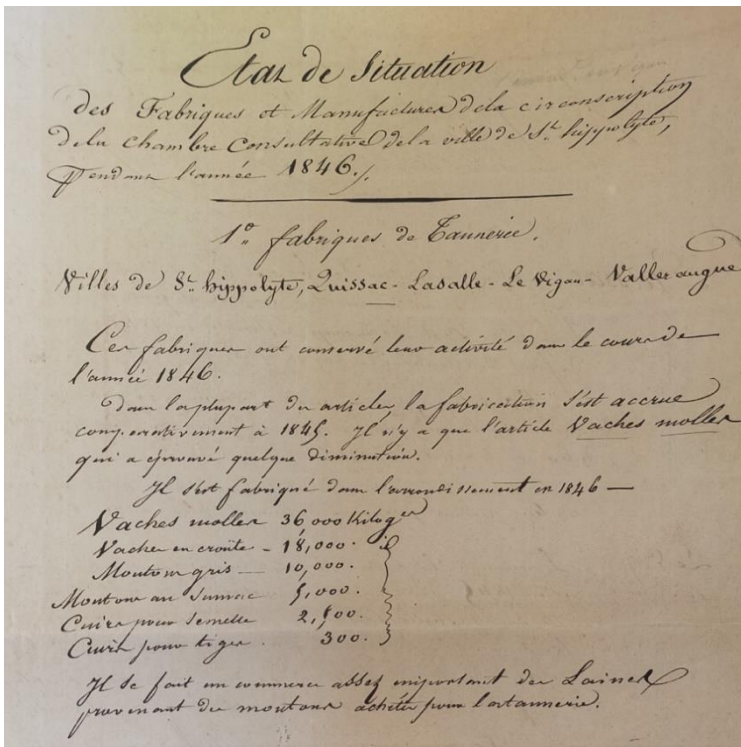 Etat de Situation
des Fabriques et Manufactures de la circonscription
de la chambre Consultative de la ville de St. hippolyte,
Pendant l'année 1846./.
1o. fabriques de Tannerie.
Villes de St. hippolyte, Quissac - Lasalle - Le Vigan - Valleraugue
Ces fabriques ont conservé leur activité dans le cours de
l'année 1846.
Dans la plupart des articles, la fabrication s'est accrue
comparativement à 1845. Il n'y a que l'article Vaches molles
qui a éprouvé quelque diminution.
Il s'est fabriqué dans l'arrondissement en 1846 —
Vaches molles 36,000 Kiloges
Vaches en croûte - 18,000. id
Moutons gris — 10,000.
Moutons au Sumac 5,000.
Cuirs pour Semelle 2,500.
Cuirs pour tiges. 300.
Il se fait un commerce assez important des Laines
provenant des moutons achetés pour la tannerie.